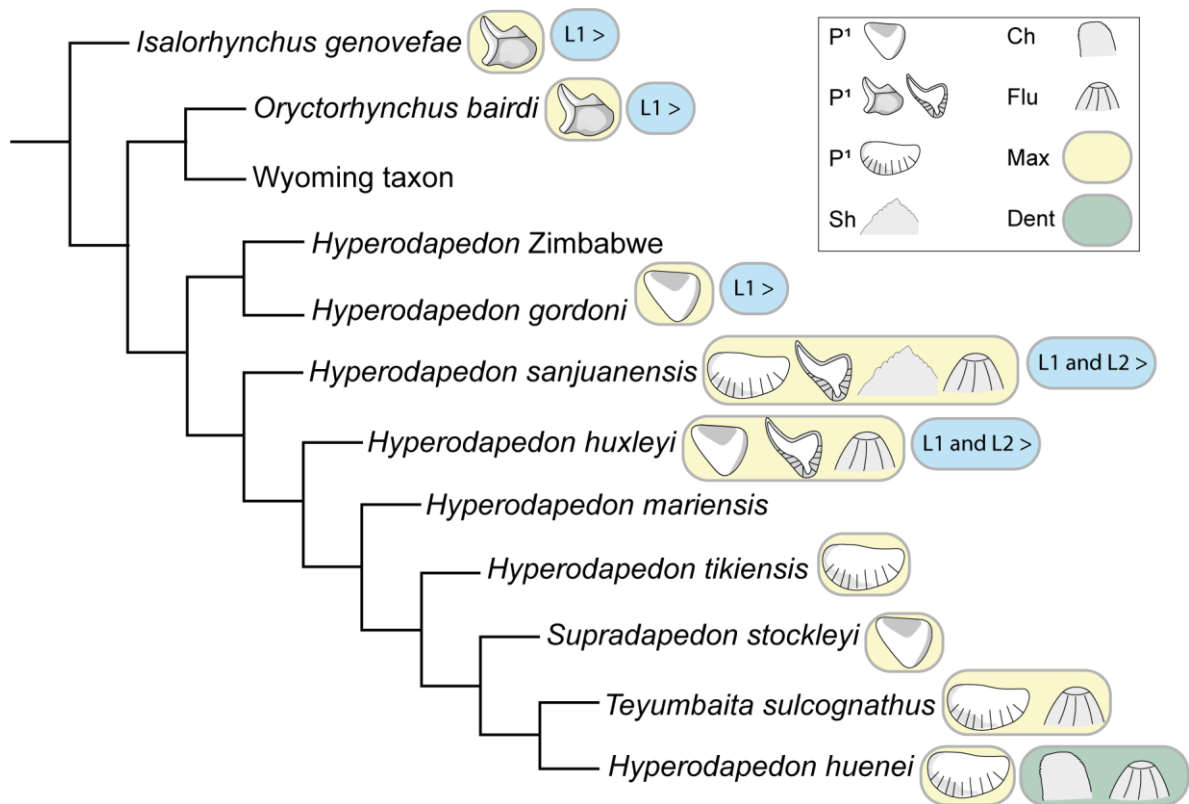 Isalorhynchus genovefae L1 >
Oryctorhynchus bairdi L1 >
Wyoming taxon
Hyperodapedon Zimbabwe
Hyperodapedon gordoni L1 >
Hyperodapedon sanjuanensis L1 and L2 >
Hyperodapedon huxleyi L1 and L2 >
Hyperodapedon mariensis
Hyperodapedon tikiensis
Supradapedon stockleyi
Teyumbaita sulcognathus
Hyperodapedon huenei
P¹ Ch
P¹ Flu
P¹ Max
Sh Dent